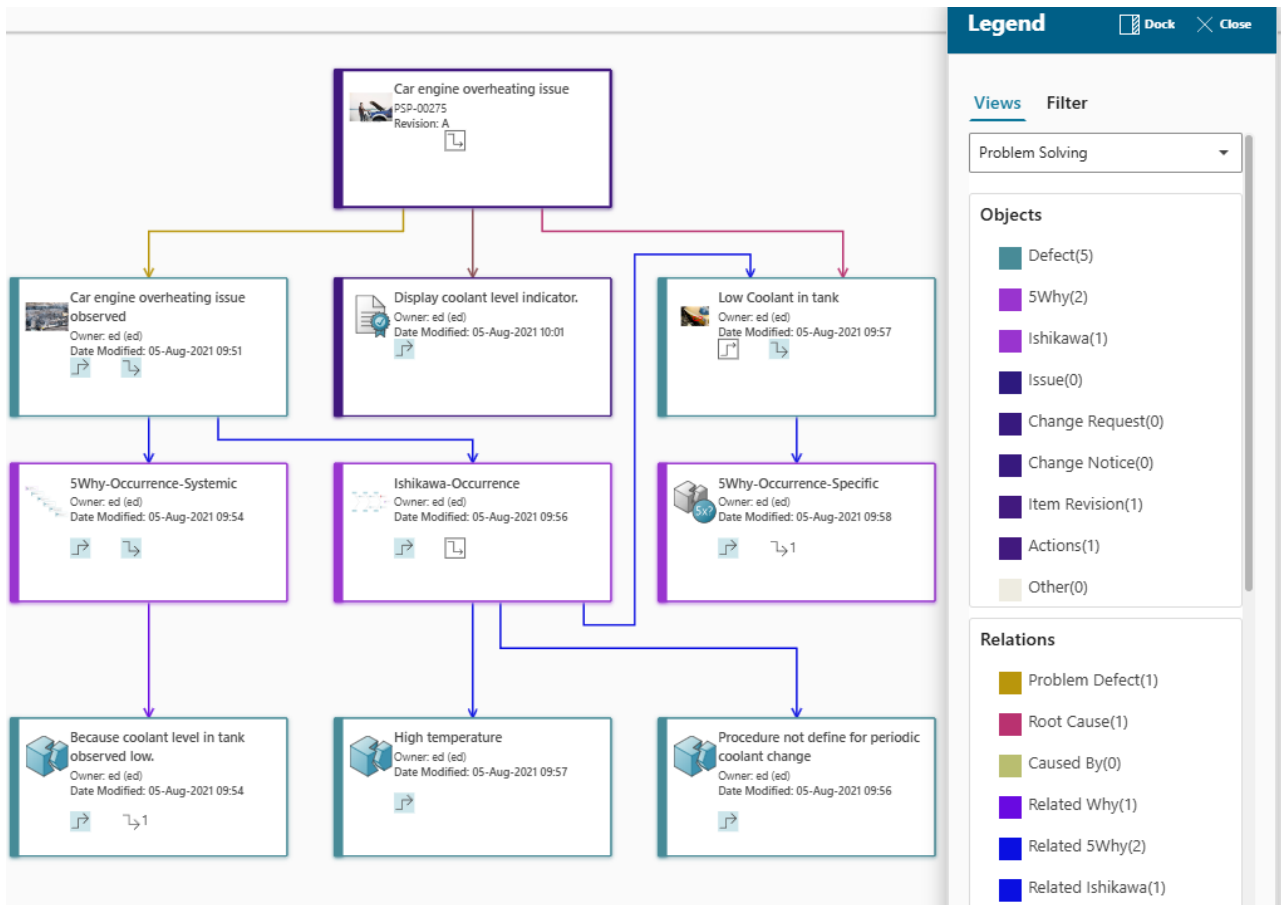 Legend
Dock
Close
Views
Filter
Problem Solving
Objects
Defect(5)
5Why(2)
Ishikawa(1)
Issue(0)
Change Request(0)
Change Notice(0)
Item Revision(1)
Actions(1)
Other(0)
Relations
Problem Defect(1)
Root Cause(1)
Caused By(0)
Related Why(1)
Related 5Why(2)
Related Ishikawa(1)
Car engine overheating issue
PSP-00275
Revision: A
Car engine overheating issue
observed
Owner: ed (ed)
Date Modified: 05-Aug-2021 09:51
Display coolant level indicator.
Owner: ed (ed)
Date Modified: 05-Aug-2021 10:01
Low Coolant in tank
Owner: ed (ed)
Date Modified: 05-Aug-2021 09:57
5Why-Occurrence-Systemic
Owner: ed (ed)
Date Modified: 05-Aug-2021 09:54
Ishikawa-Occurrence
Owner: ed (ed)
Date Modified: 05-Aug-2021 09:56
5x?
5Why-Occurrence-Specific
Owner: ed (ed)
Date Modified: 05-Aug-2021 09:58
1
Because coolant level in tank
observed low.
Owner: ed (ed)
Date Modified: 05-Aug-2021 09:54
1
High temperature
Owner: ed (ed)
Date Modified: 05-Aug-2021 09:57
Procedure not define for periodic
coolant change
Owner: ed (ed)
Date Modified: 05-Aug-2021 09:56